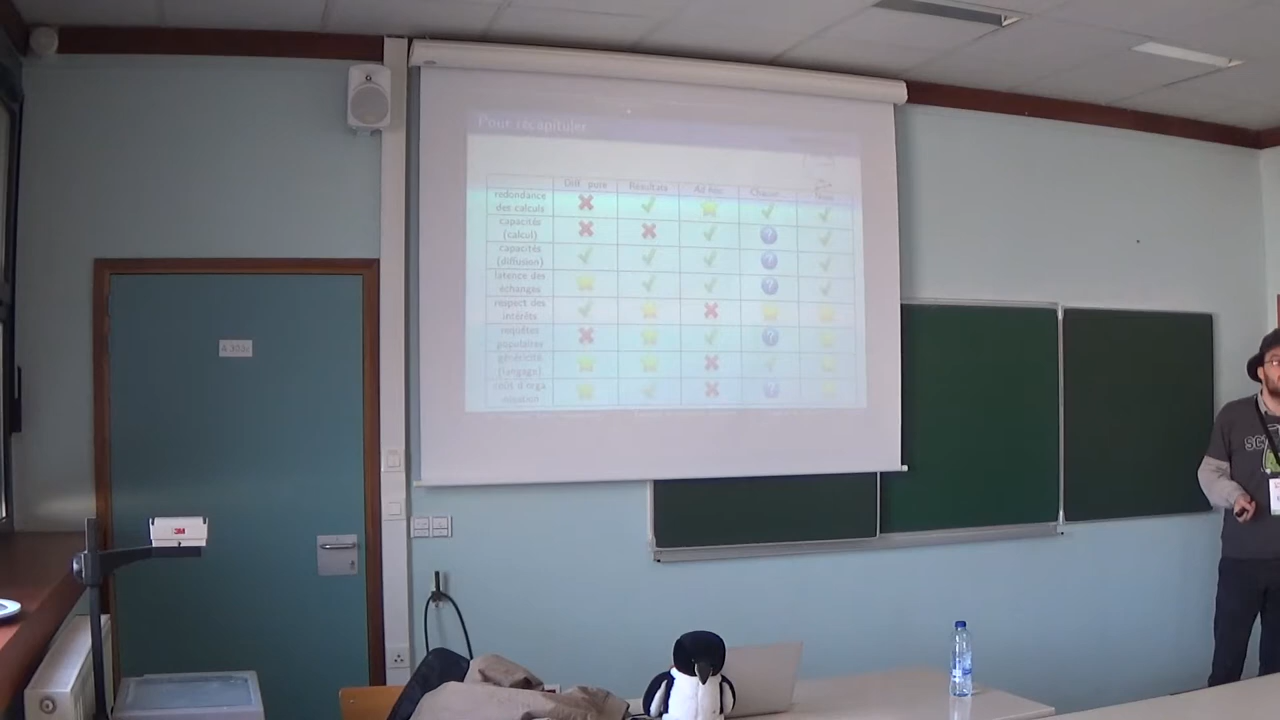 Pour récapituler
Diff. pure Résultats Ad hoc
redondance
des calculs
capacités
(calcul)
capacités
(diffusion)
latence des
échanges
respect des
intérêts
requêtes
populaires
généricité
(langage)
coût d'orga
nisation
3M
SC